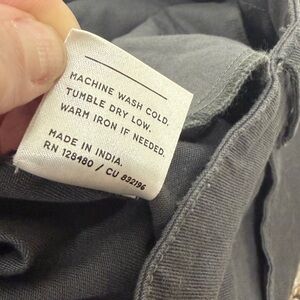 MACHINE WASH COLD.
TUMBLE DRY LOW.
WARM IRON IF NEEDED.
MADE IN INDIA.
RN 128480 / CU 832196